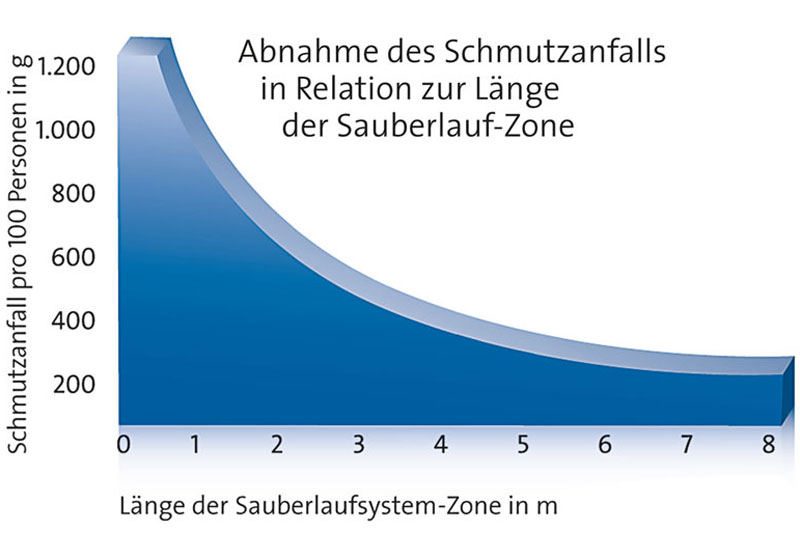 Abnahme des Schmutzanfalls
in Relation zur Länge
der Sauberlauf-Zone
Schmutzanfall pro 100 Personen in g
1.200
1.000
800
600
400
200
0 1 2 3 4 5 6 7 8
Länge der Sauberlaufsystem-Zone in m